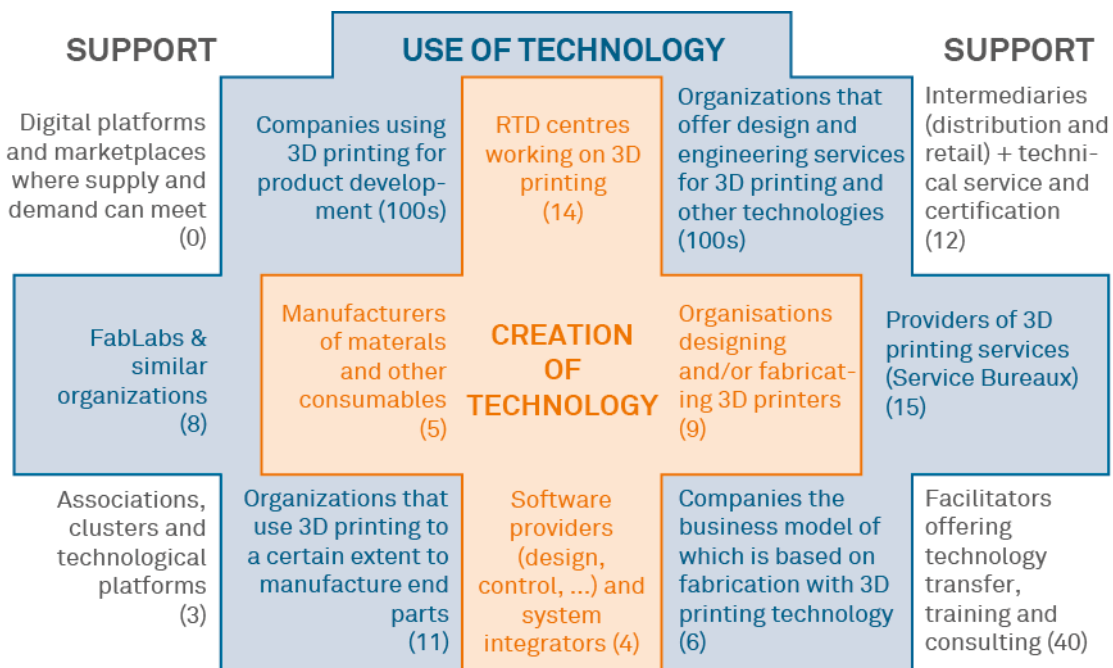 SUPPORT
USE OF TECHNOLOGY
SUPPORT
Digital platforms
and marketplaces
where supply and
demand can meet
(0)
Companies using
3D printing for
product develop-
ment (100s)
RTD centres
working on 3D
printing
(14)
Organizations that
offer design and
engineering services
for 3D printing and
other technologies
(100s)
Intermediaries
(distribution and
retail) + techni-
cal service and
certification
(12)
FabLabs &
similar
organizations
(8)
Manufacturers
of materals
and other
consumables
(5)
CREATION
OF
TECHNOLOGY
Organisations
designing
and/or fabricat-
ing 3D printers
(9)
Providers of 3D
printing services
(Service Bureaux)
(15)
Associations,
clusters and
technological
platforms
(3)
Organizations that
use 3D printing to
a certain extent to
manufacture end
parts
(11)
Software
providers
(design,
control, ...) and
system
integrators (4)
Companies the
business model of
which is based on
fabrication with 3D
printing technology
(6)
Facilitators
offering
technology
transfer,
training and
consulting (40)